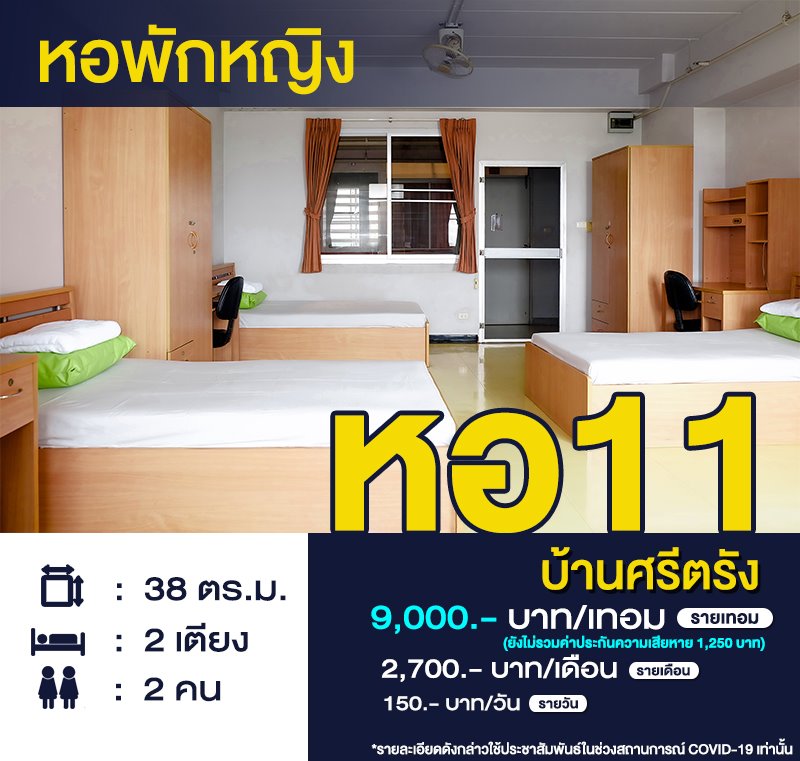 หอพักหญิง
หอ11
บ้านศรีตรัง
: 38 ตร.ม.
: 2 เตียง
: 2 คน
9,000.- บาท/เทอม รายเทอม
(ยังไม่รวมค่าประกันความเสียหาย 1,250 บาท)
2,700.- บาท/เดือน รายเดือน
150.- บาท/วัน รายวัน
*รายละเอียดดังกล่าวใช้ประชาสัมพันธ์ในช่วงสถานการณ์ COVID-19 เท่านั้น